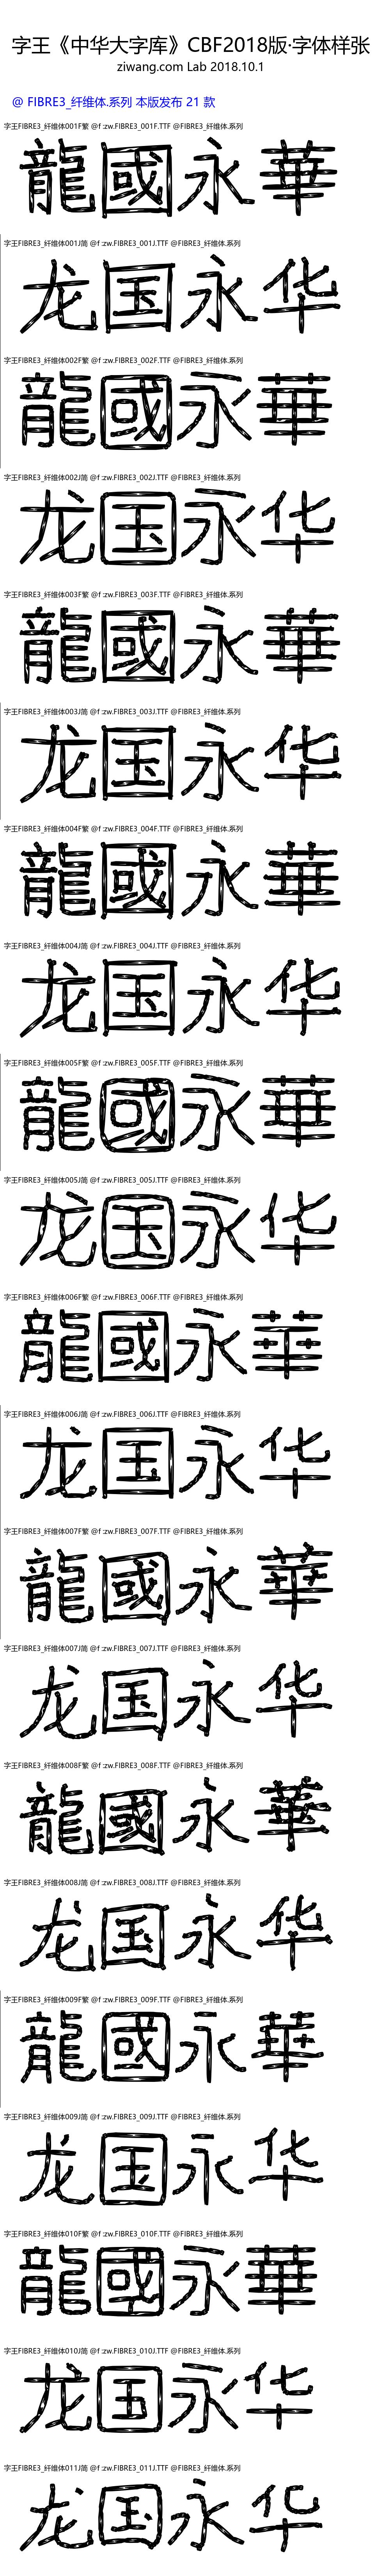 字王《中华大字库》CBF2018版·字体样张
ziwang.com Lab 2018.10.1
@ FIBRE3_纤维体.系列 本版发布 21 款
字王FIBRE3_纤维体001F繁 @f :zw.FIBRE3_001F.TTF @FIBRE3_纤维体.系列
龍國永華
字王FIBRE3_纤维体001J简 @f :zw.FIBRE3_001J.TTF @FIBRE3_纤维体.系列
龙国永华
字王FIBRE3_纤维体002F繁 @f :zw.FIBRE3_002F.TTF @FIBRE3_纤维体.系列
龍國永華
字王FIBRE3_纤维体002J简 @f :zw.FIBRE3_002J.TTF @FIBRE3_纤维体.系列
龙国永华
字王FIBRE3_纤维体003F繁 @f :zw.FIBRE3_003F.TTF @FIBRE3_纤维体.系列
龍國永華
字王FIBRE3_纤维体003J简 @f :zw.FIBRE3_003J.TTF @FIBRE3_纤维体.系列
龙国永华
字王FIBRE3_纤维体004F繁 @f :zw.FIBRE3_004F.TTF @FIBRE3_纤维体.系列
龍國永華
字王FIBRE3_纤维体004J简 @f :zw.FIBRE3_004J.TTF @FIBRE3_纤维体.系列
龙国永华
字王FIBRE3_纤维体005F繁 @f :zw.FIBRE3_005F.TTF @FIBRE3_纤维体.系列
龍國永華
字王FIBRE3_纤维体005J简 @f :zw.FIBRE3_005J.TTF @FIBRE3_纤维体.系列
龙国永华
字王FIBRE3_纤维体006F繁 @f :zw.FIBRE3_006F.TTF @FIBRE3_纤维体.系列
龍國永華
字王FIBRE3_纤维体006J简 @f :zw.FIBRE3_006J.TTF @FIBRE3_纤维体.系列
龙国永华
字王FIBRE3_纤维体007F繁 @f :zw.FIBRE3_007F.TTF @FIBRE3_纤维体.系列
龍國永華
字王FIBRE3_纤维体007J简 @f :zw.FIBRE3_007J.TTF @FIBRE3_纤维体.系列
龙国永华
字王FIBRE3_纤维体008F繁 @f :zw.FIBRE3_008F.TTF @FIBRE3_纤维体.系列
龍國永華
字王FIBRE3_纤维体008J简 @f :zw.FIBRE3_008J.TTF @FIBRE3_纤维体.系列
龙国永华
字王FIBRE3_纤维体009F繁 @f :zw.FIBRE3_009F.TTF @FIBRE3_纤维体.系列
龍國永華
字王FIBRE3_纤维体009J简 @f :zw.FIBRE3_009J.TTF @FIBRE3_纤维体.系列
龙国永华
字王FIBRE3_纤维体010F繁 @f :zw.FIBRE3_010F.TTF @FIBRE3_纤维体.系列
龍國永華
字王FIBRE3_纤维体010J简 @f :zw.FIBRE3_010J.TTF @FIBRE3_纤维体.系列
龙国永华
字王FIBRE3_纤维体011J简 @f :zw.FIBRE3_011J.TTF @FIBRE3_纤维体.系列
龙国永华